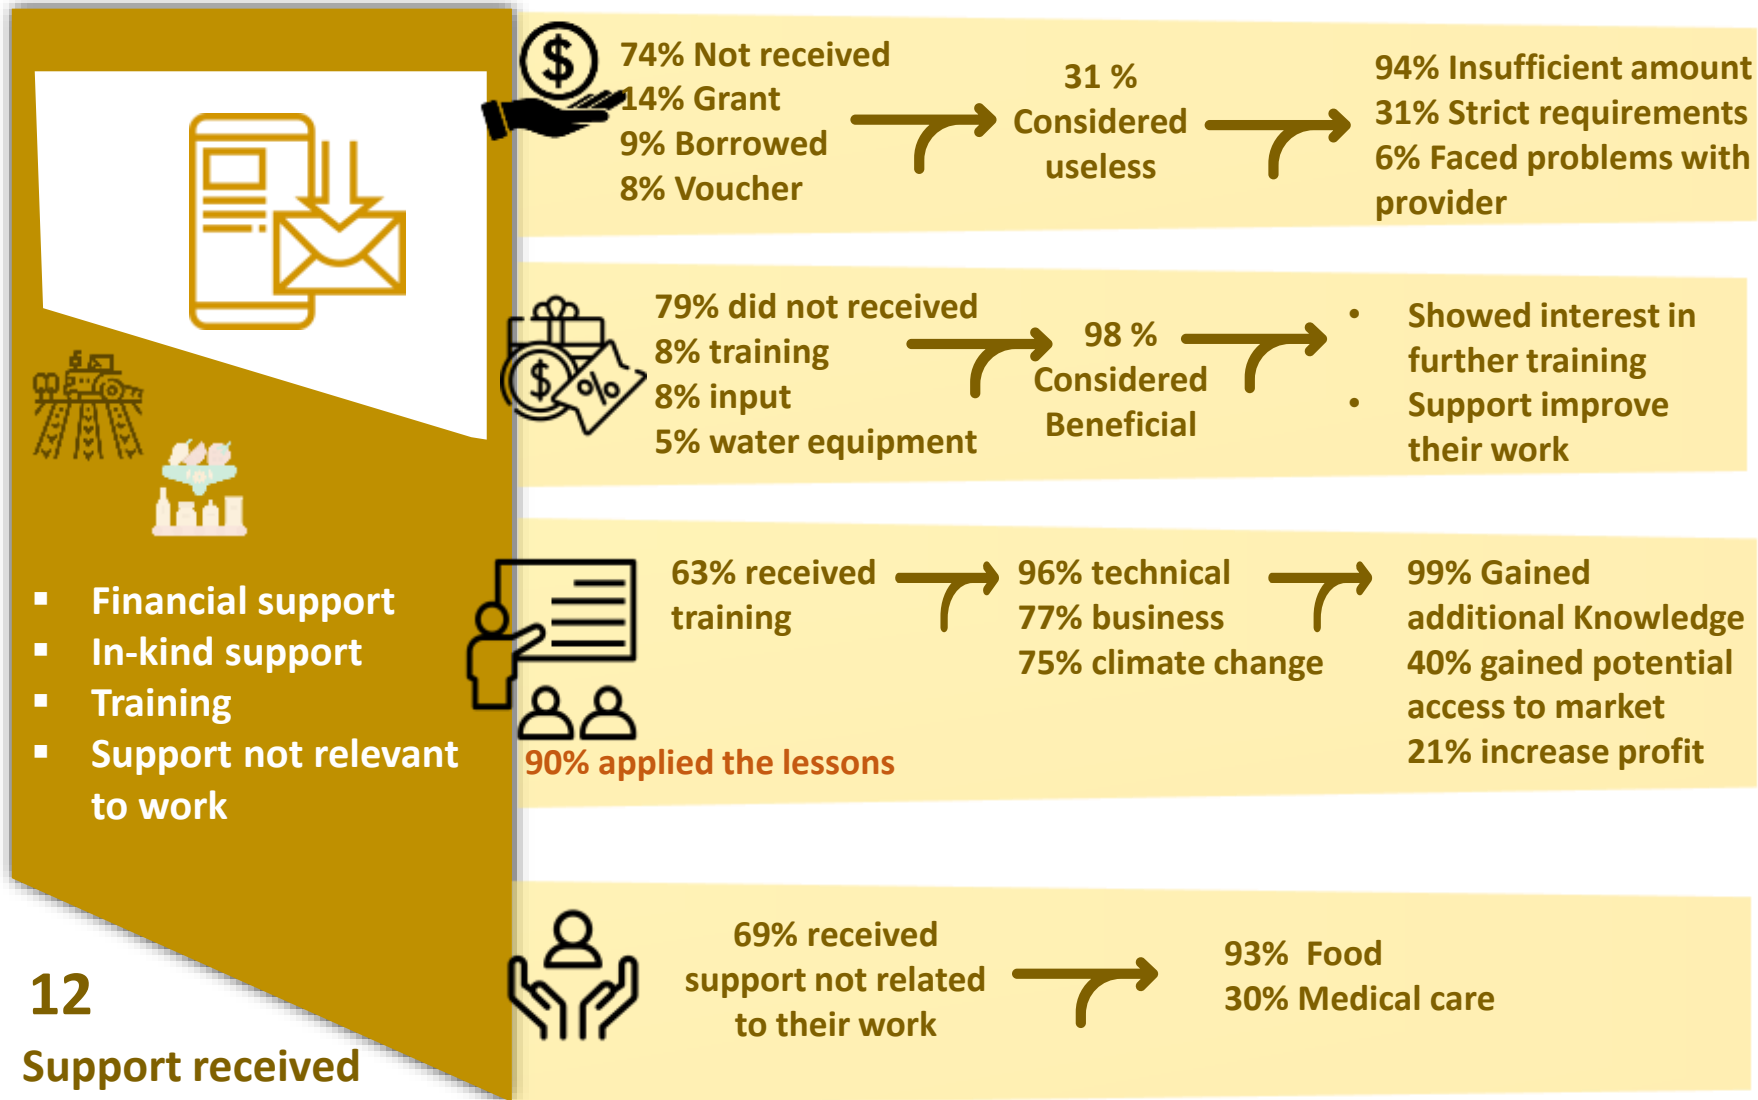 Financial support
In-kind support
Training
Support not relevant
to work
12
Support received
$
74% Not received
14% Grant
9% Borrowed
8% Voucher
31 %
Considered
useless
94% Insufficient amount
31% Strict requirements
6% Faced problems with
provider
$ %
79% did not received
8% training
8% input
5% water equipment
98 %
Considered
Beneficial
Showed interest in
further training
Support improve
their work
63% received
training
96% technical
77% business
75% climate change
99% Gained
additional Knowledge
40% gained potential
access to market
21% increase profit
90% applied the lessons
69% received
support not related
to their work
93%  Food
30% Medical care